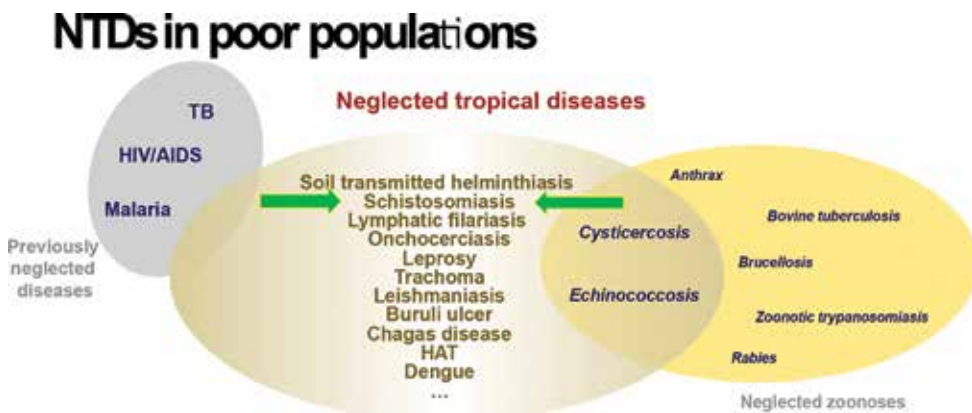 NTDs in poor populations
Neglected tropical diseases
TB
HIV/AIDS
Malaria
Previously
neglected
diseases
Soil transmitted helminthiasis
Schistosomiasis
Lymphatic filariasis
Onchocerciasis
Leprosy
Trachoma
Leishmaniasis
Buruli ulcer
Chagas disease
HAT
Dengue
...
Cysticercosis
Echinococcosis
Anthrax
Bovine tuberculosis
Brucellosis
Zoonotic trypanosomiasis
Rabies
Neglected zoonoses